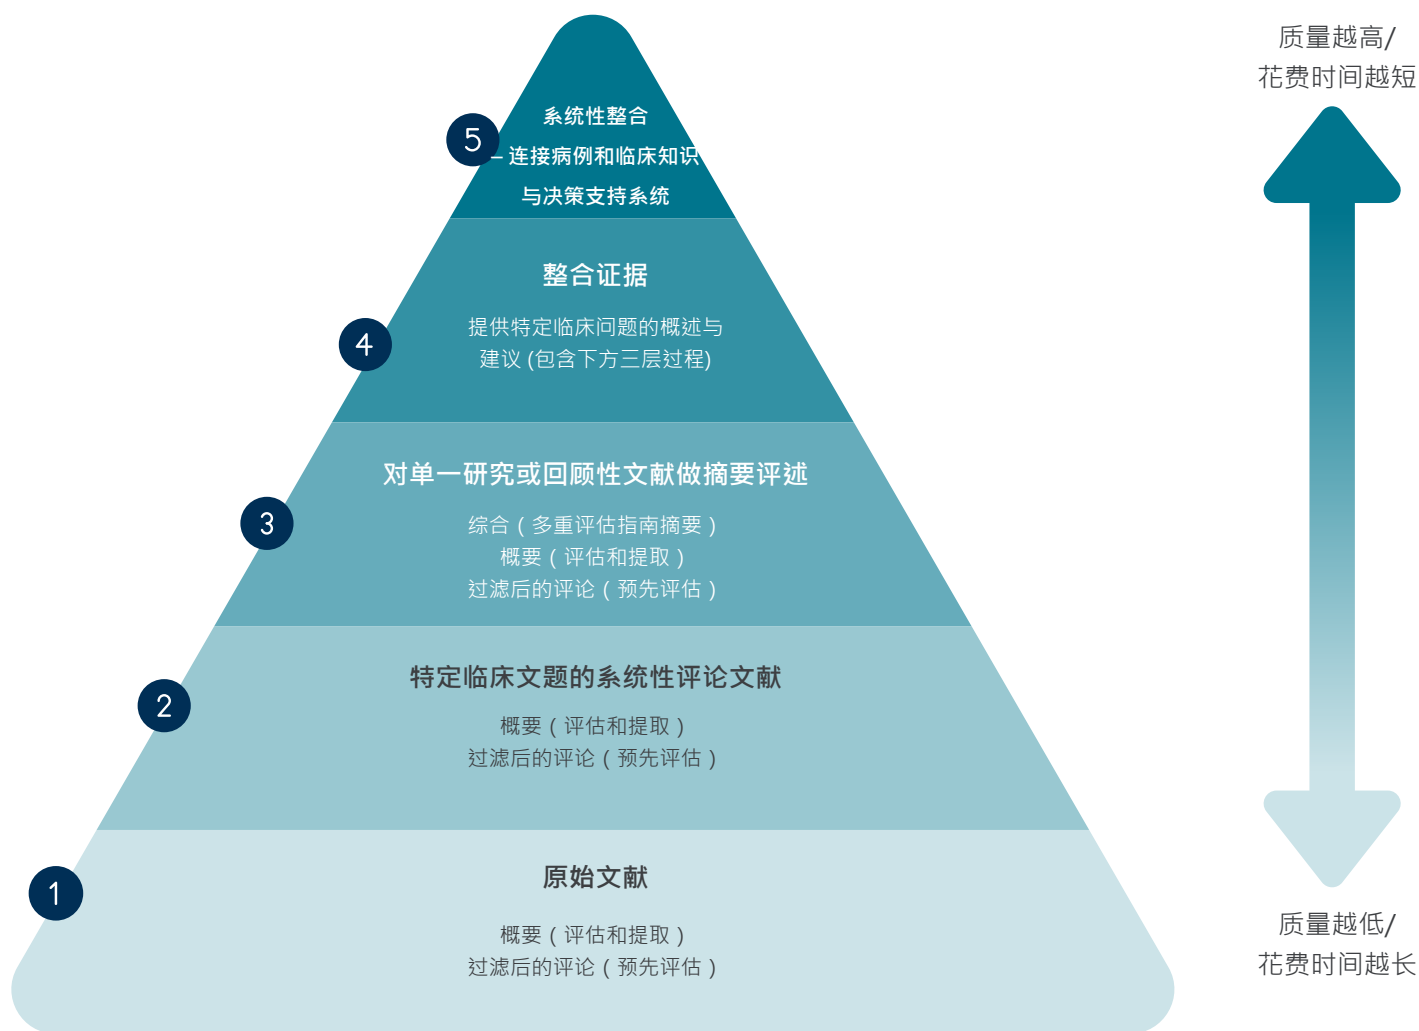 质量越高/
花费时间越短
5
系统性整合
– 连接病例和临床知识
与决策支持系统
4
整合证据
提供特定临床问题的概述与
建议 (包含下方三层过程)
3
对单一研究或回顾性文献做摘要评述
综合（多重评估指南摘要）
概要（评估和提取）
过滤后的评论（预先评估）
2
特定临床文题的系统性评论文献
概要（评估和提取）
过滤后的评论（预先评估）
1
原始文献
概要（评估和提取）
过滤后的评论（预先评估）
质量越低/
花费时间越长